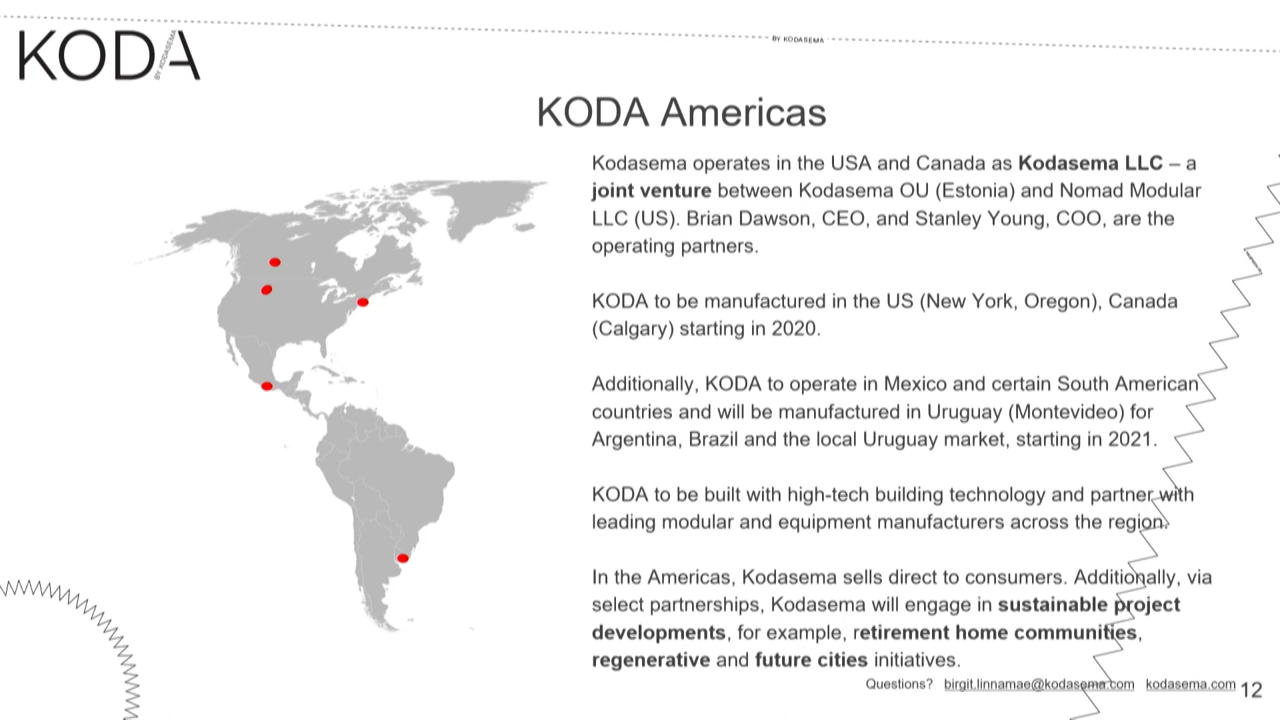 BY KODASEMA
KODA
BY KODASEMA
KODA Americas
Kodasema operates in the USA and Canada as Kodasema LLC – a
joint venture between Kodasema OU (Estonia) and Nomad Modular
LLC (US). Brian Dawson, CEO, and Stanley Young, COO, are the
operating partners.
KODA to be manufactured in the US (New York, Oregon), Canada
(Calgary) starting in 2020.
Additionally, KODA to operate in Mexico and certain South American
countries and will be manufactured in Uruguay (Montevideo) for
Argentina, Brazil and the local Uruguay market, starting in 2021.
KODA to be built with high-tech building technology and partner with
leading modular and equipment manufacturers across the region.
In the Americas, Kodasema sells direct to consumers. Additionally, via
select partnerships, Kodasema will engage in sustainable project
developments, for example, retirement home communities,
regenerative and future cities initiatives.
Questions? birgit.linnamae@kodasema.com kodasema.com 12